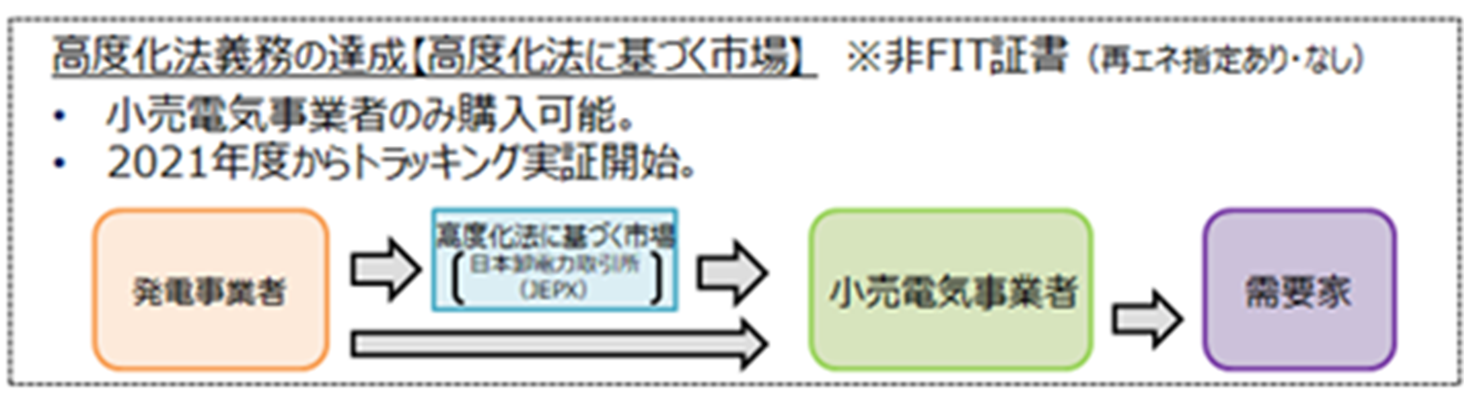 高度化法義務の達成【高度化法に基づく市場】 ※非FIT証書（再エネ指定あり・なし）
• 小売電気事業者のみ購入可能。
• 2021年度からトラッキング実証開始。
発電事業者
高度化法に基づく市場
日本卸電力取引所
（JEPX）
小売電気事業者
需要家